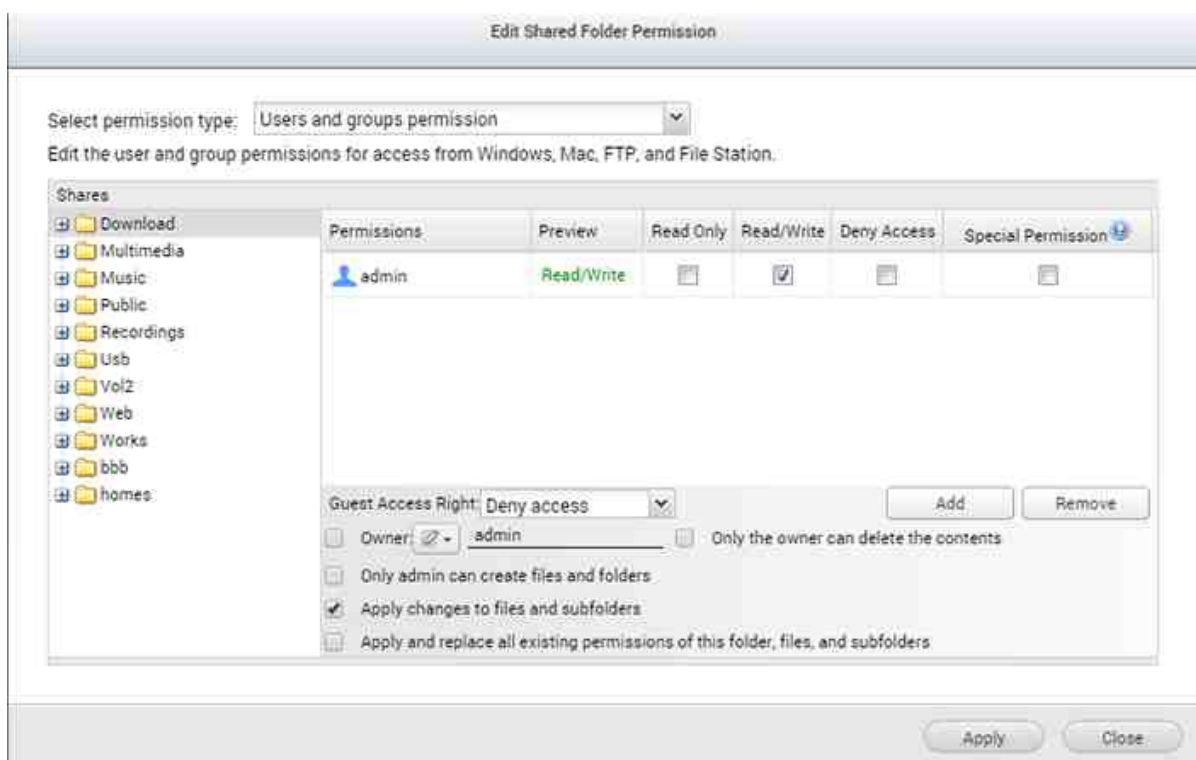 Edit Shared Folder Permission
Select permission type: Users and groups permission
Edit the user and group permissions for access from Windows, Mac, FTP, and File Station.
Shares
Download
Multimedia
Music
Public
Recordings
Usb
Vol2
Web
Works
bbb
homes
Permissions Preview Read Only Read/Write Deny Access Special Permission
admin Read/Write
Guest Access Right: Deny access Add Remove
Owner: admin Only the owner can delete the contents
Only admin can create files and folders
Apply changes to files and subfolders
Apply and replace all existing permissions of this folder, files, and subfolders
Apply Close